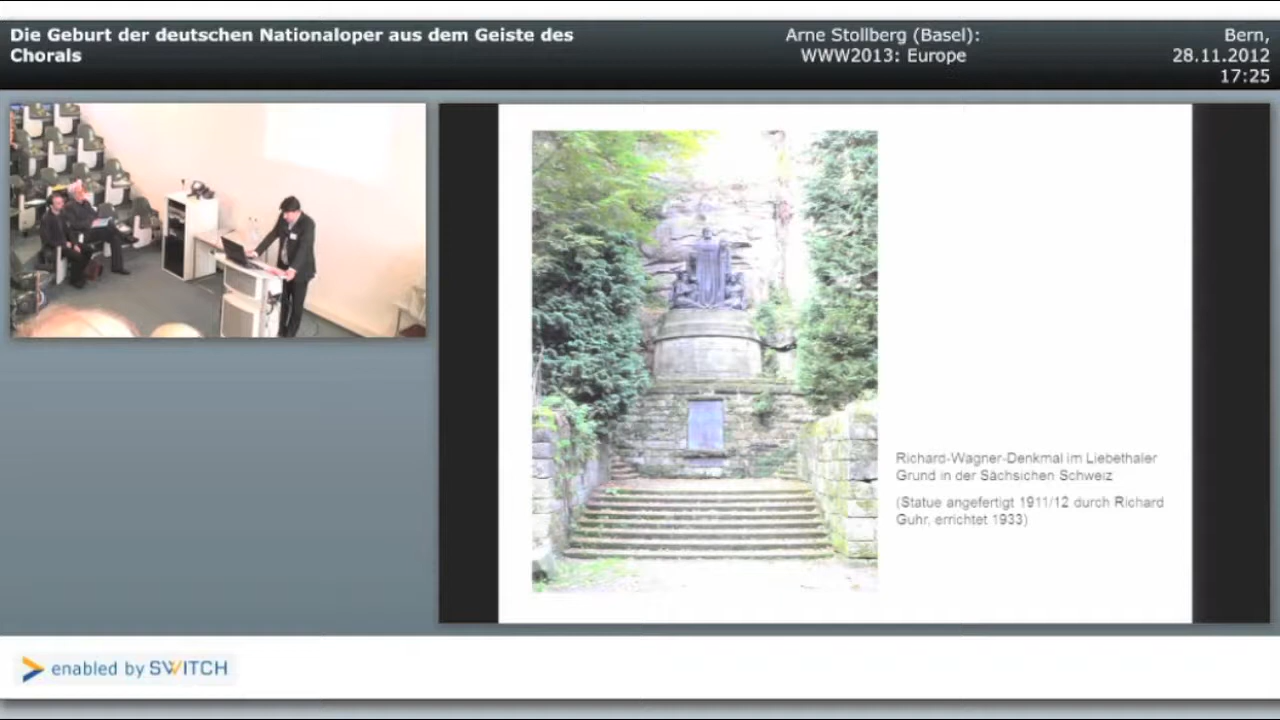 Die Geburt der deutschen Nationaloper aus dem Geiste des
Chorals
Arne Stollberg (Basel):
WWW2013: Europe
Bern,
28.11.2012
17:25
Richard-Wagner-Denkmal im Liebethaler
Grund in der Sächsichen Schweiz
(Statue angefertigt 1911/12 durch Richard
Guhr, errichtet 1933)
enabled by SWITCH